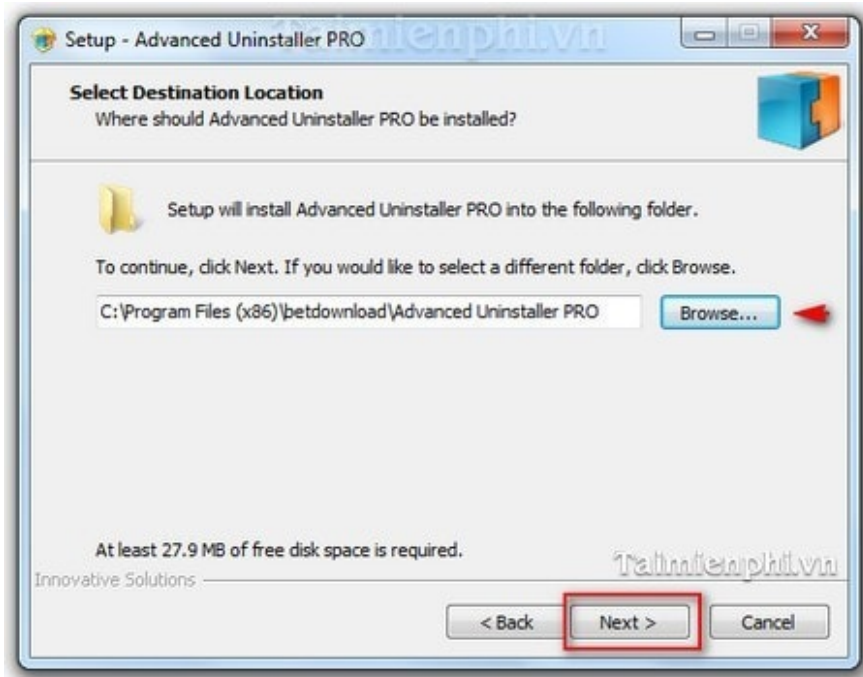 Setup - Advanced Uninstaller PRO
Taimienphi.vn
Select Destination Location
Where should Advanced Uninstaller PRO be installed?
Setup will install Advanced Uninstaller PRO into the following folder.
To continue, click Next. If you would like to select a different folder, click Browse.
C:\Program Files (x86)\betdownload\Advanced Uninstaller PRO
Browse...
At least 27.9 MB of free disk space is required.
Taimienphi.vn
Innovative Solutions
< Back
Next >
Cancel